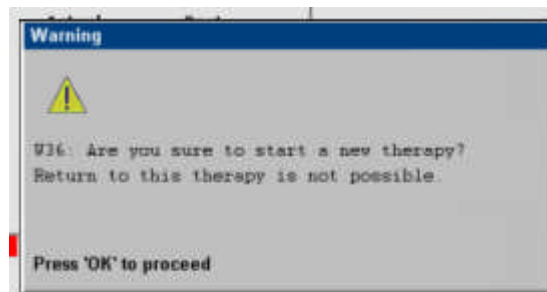 Warning
W36: Are you sure to start a new therapy?
Return to this therapy is not possible.
Press 'OK' to proceed